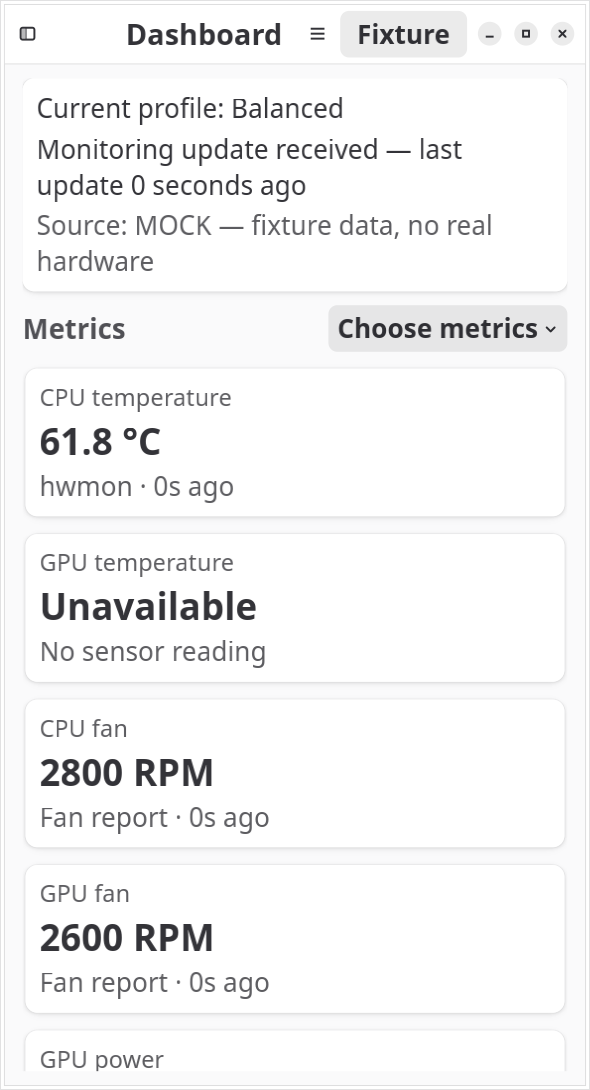 Dashboard
Fixture
Current profile: Balanced
Monitoring update received — last
update 0 seconds ago
Source: MOCK — fixture data, no real
hardware
Metrics
Choose metrics
CPU temperature
61.8 °C
hwmon · 0s ago
GPU temperature
Unavailable
No sensor reading
CPU fan
2800 RPM
Fan report · 0s ago
GPU fan
2600 RPM
Fan report · 0s ago
GPU power